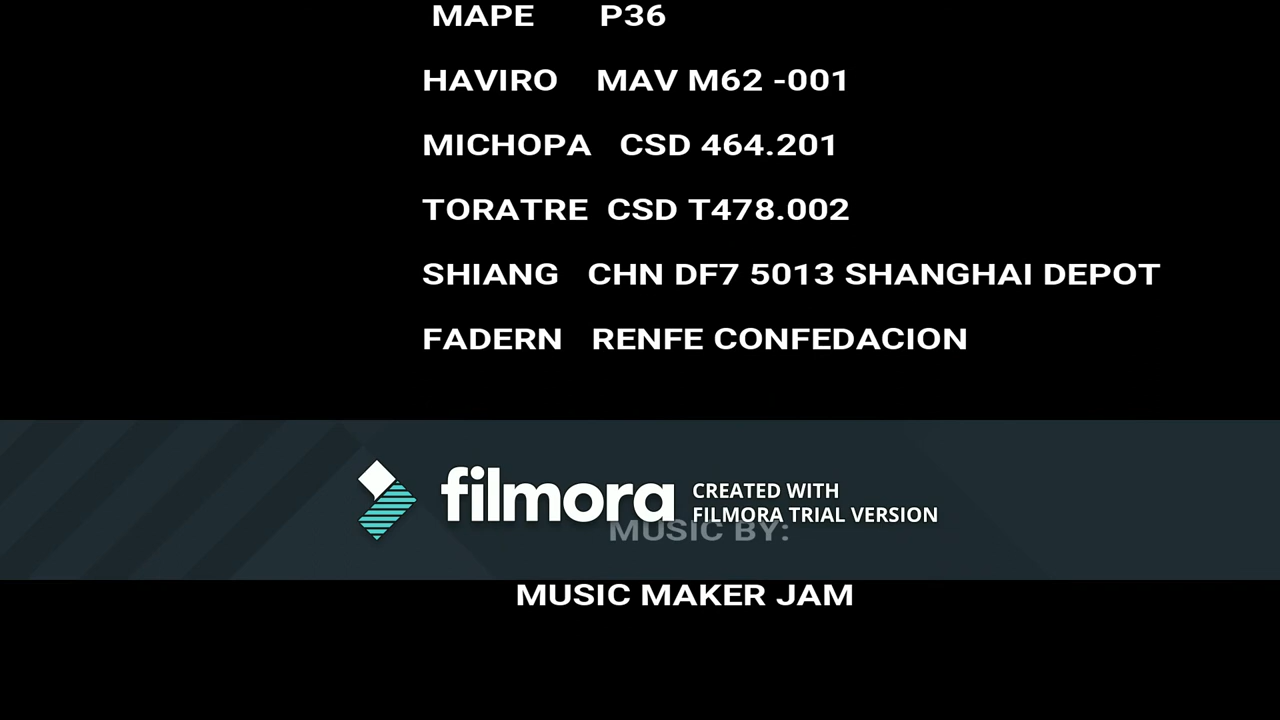 MAPE P36
HAVIRO MAV M62 -001
MICHOPA CSD 464.201
TORATRE CSD T478.002
SHIANG CHN DF7 5013 SHANGHAI DEPOT
FADERN RENFE CONFEDACION
filmora CREATED WITH
FILMORA TRIAL VERSION
MUSIC BY:
MUSIC MAKER JAM